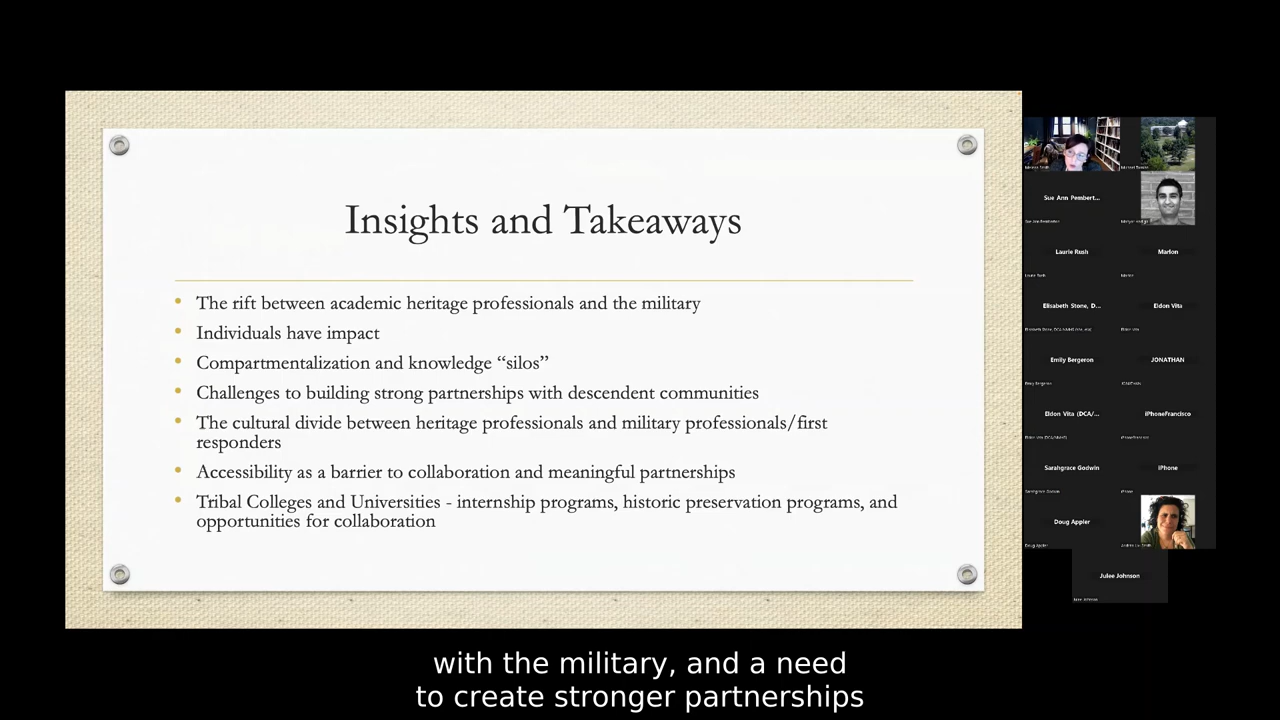 Insights and Takeaways
The rift between academic heritage professionals and the military
Individuals have impact
Compartmentalization and knowledge “silos”
Challenges to building strong partnerships with descendent communities
The cultural divide between heritage professionals and military professionals/first
responders
Accessibility as a barrier to collaboration and meaningful partnerships
Tribal Colleges and Universities - internship programs, historic preservation programs, and
opportunities for collaboration
Sue Ann Pembert...
Laurie Rush
Marlon
Elisabeth Stone, D...
Eldon Vita
Emily Bergeron
JONATHAN
Eldon Vita (DCA/...
iPhoneFrancisco
Sarahgrace Godwin
iPhone
Doug Appler
Julee Johnson
with the military, and a need
to create stronger partnerships